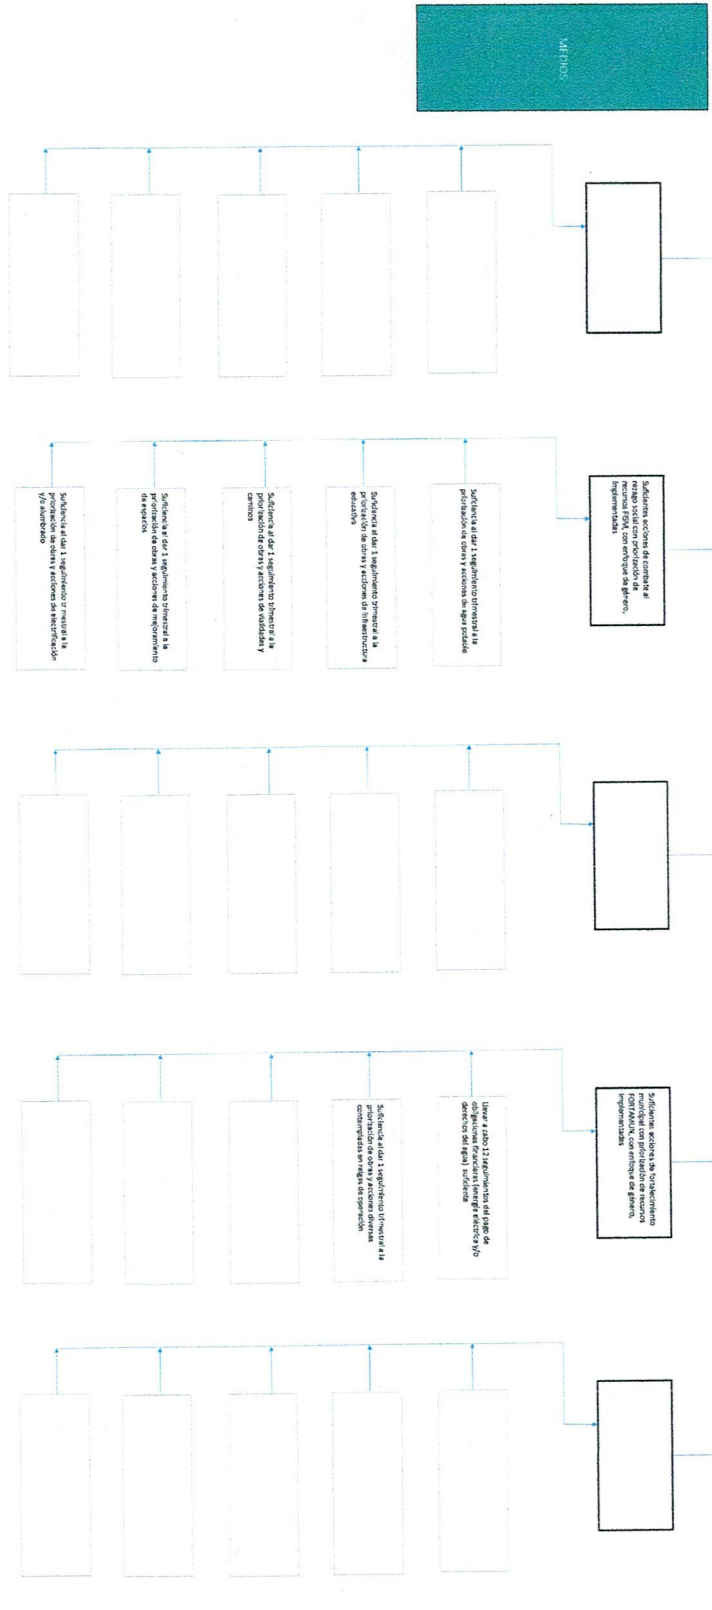 MEDIOS
Suficientes acciones de combate al
rezago social con priorización de
recursos FISM, con enfoque de género,
Implementadas
Suficiencia al dar 1 seguimiento trimestral a la
priorización de obras y acciones de agua potable
Suficiencia al dar 1 seguimiento trimestral a la
priorización de obras y acciones de infraestructura
educativa
Suficiencia al dar 1 seguimiento trimestral a la
priorización de obras y acciones de vialidades y
caminos
Suficiencia al dar 1 seguimiento trimestral a la
priorización de obras y acciones de mejoramiento
de espacios
Suficiencia al dar 1 seguimiento trimestral a la
priorización de obras y acciones de electrificación
y/o alumbrado
Suficientes acciones de fortalecimiento
municipal con priorización de recursos
FORTAMUN, con enfoque de género,
Implementadas
Llevar a cabo 12 seguimientos del pago de
obligaciones financieras (energía eléctrica y/o
derechos del agua) suficiente
Suficiencia al dar 1 seguimiento trimestral a la
priorización de obras y acciones diversas
contempladas en reglas de operación